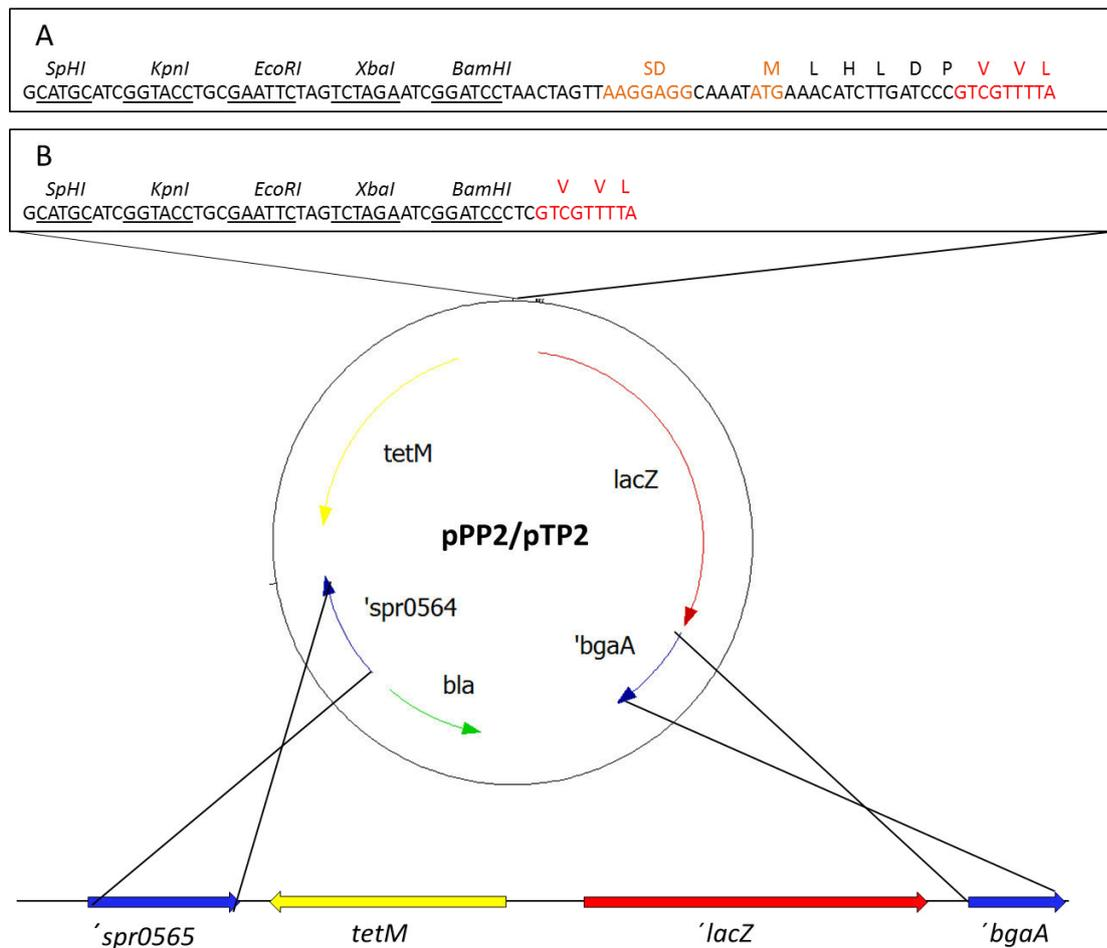 A
SpHI KpnI EcoRI XbaI BamHI SD M L H L D P V V L
GCATGCATCGGTACCTGCGAATTCTAGTCTAGAATCGGATCCTAACTAGTTAAGGAGGCAAATATGAAACATCTTGATCCCGTCGTTTTA
B
SpHI KpnI EcoRI XbaI BamHI V V L
GCATGCATCGGTACCTGCGAATTCTAGTCTAGAATCGGATCCCTCGTCGTTTTA
tetM
lacZ
pPP2/pTP2
'spr0564
'bgaA
bla
´spr0565 tetM ´lacZ ´bgaA